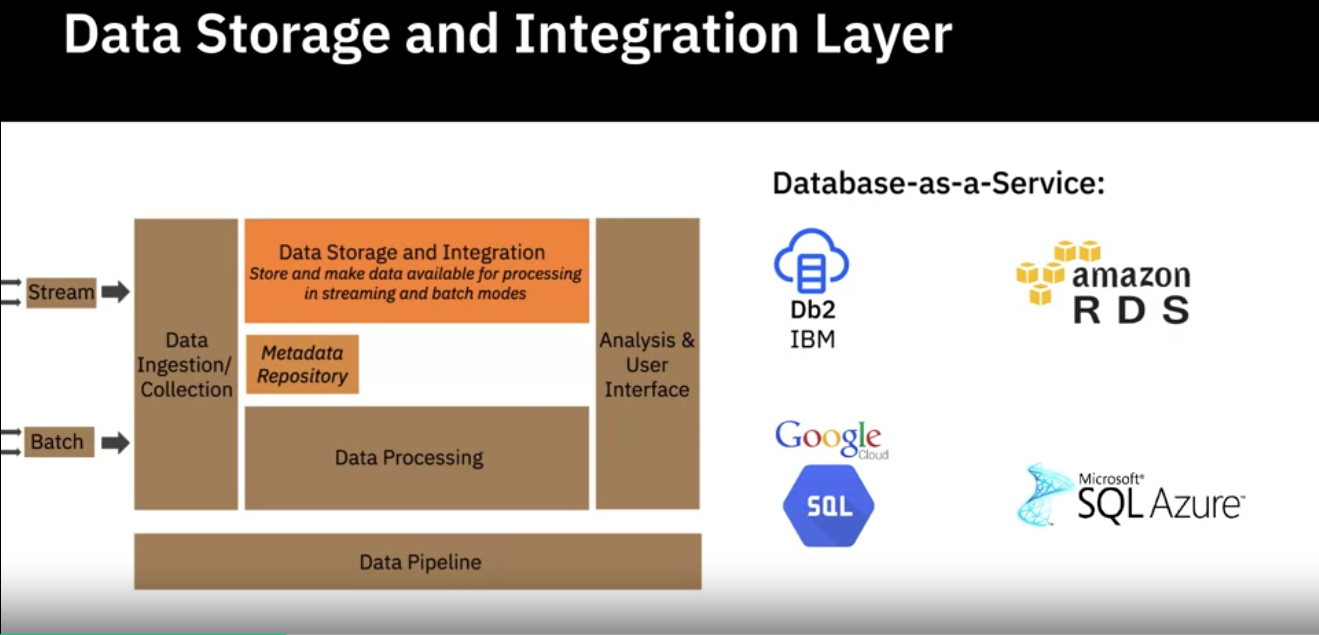 Data Storage and Integration Layer
Stream
Batch
Data
Ingestion/
Collection
Data Storage and Integration
Store and make data available for processing
in streaming and batch modes
Metadata
Repository
Data Processing
Analysis &
User
Interface
Data Pipeline
Database-as-a-Service:
Db2
IBM
amazon
RDS
Google
Cloud
SQL
Microsoft®
SQL Azure™